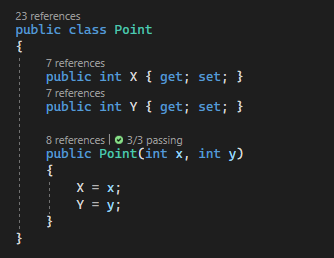 23 references
public class Point
{
7 references
public int X { get; set; }
7 references
public int Y { get; set; }
8 references | 3/3 passing
public Point(int x, int y)
{
X = x;
Y = y;
}
}